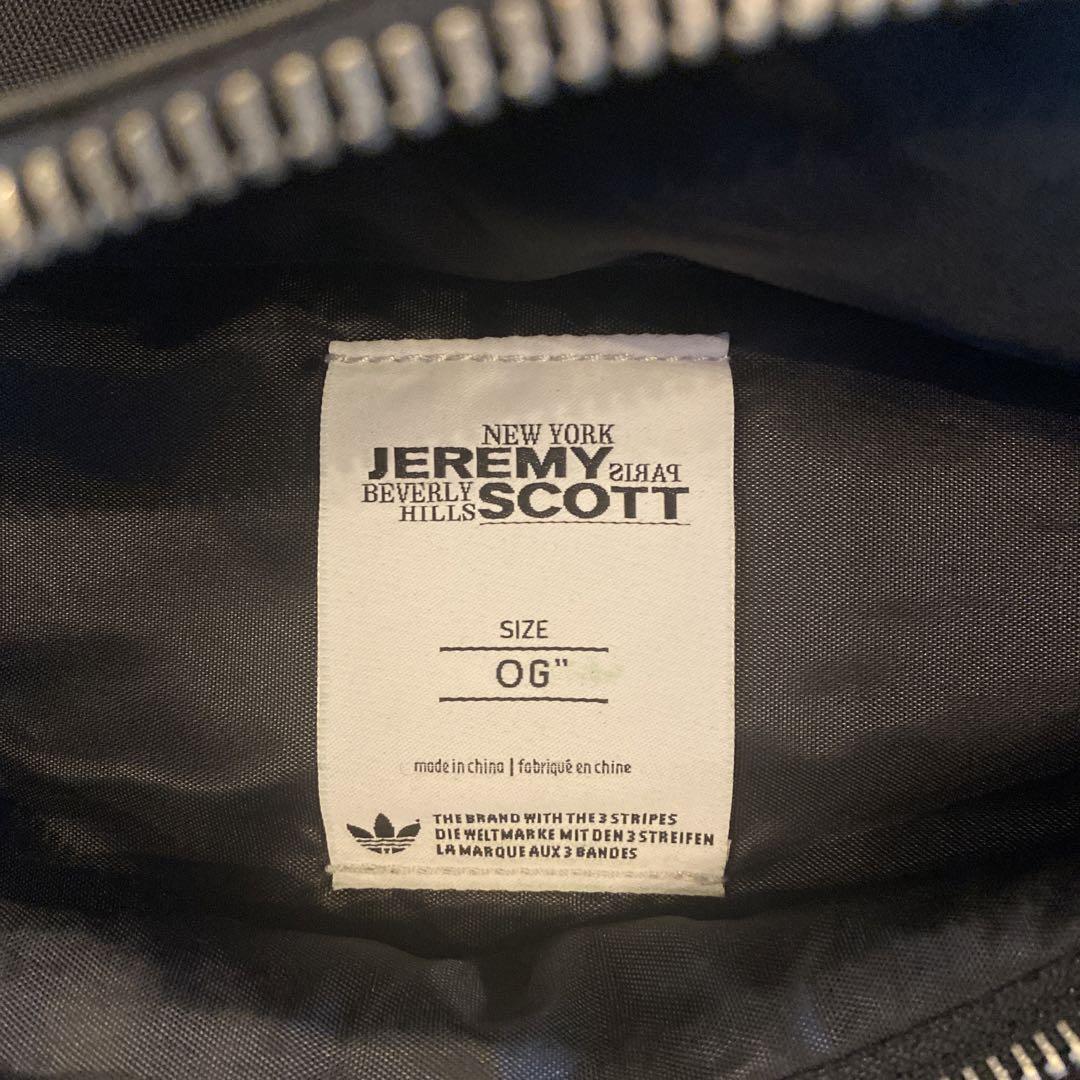 NEW YORK
JEREMY PARIS
BEVERLY HILLS SCOTT
SIZE
OG"
made in china | fabriqué en chine
THE BRAND WITH THE 3 STRIPES
DIE WELTMARKE MIT DEN 3 STREIFEN
LA MARQUE AUX 3 BANDES